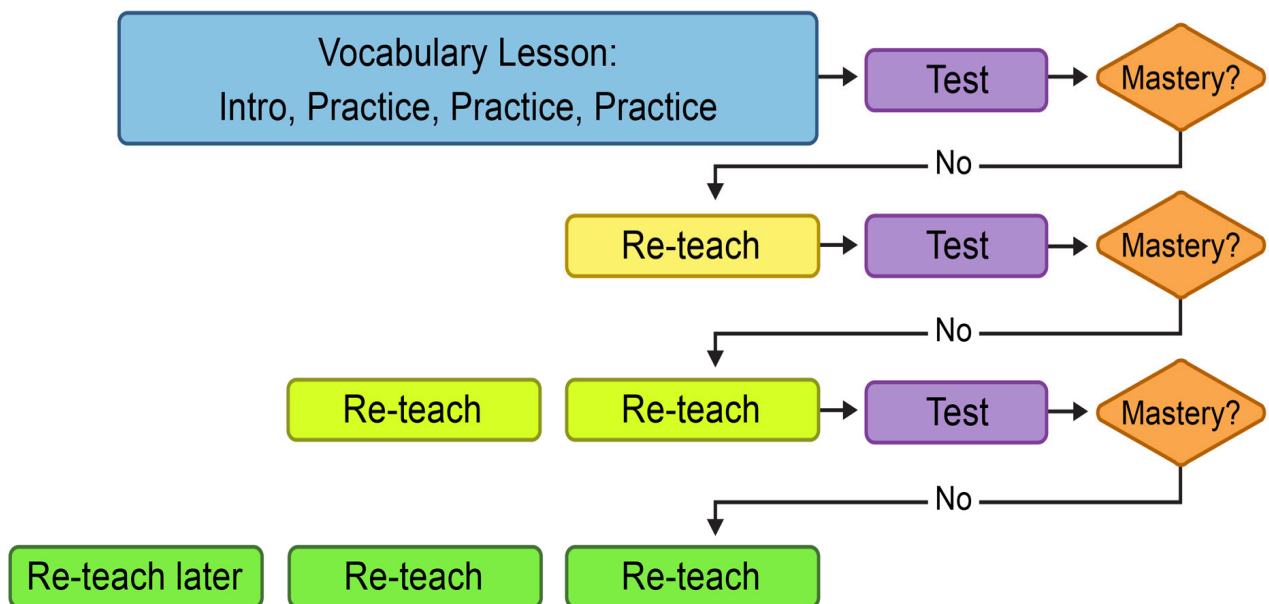 Vocabulary Lesson:
Intro, Practice, Practice, Practice
Test
Mastery?
No
Re-teach
Test
Mastery?
No
Re-teach
Re-teach
Test
Mastery?
No
Re-teach later
Re-teach
Re-teach